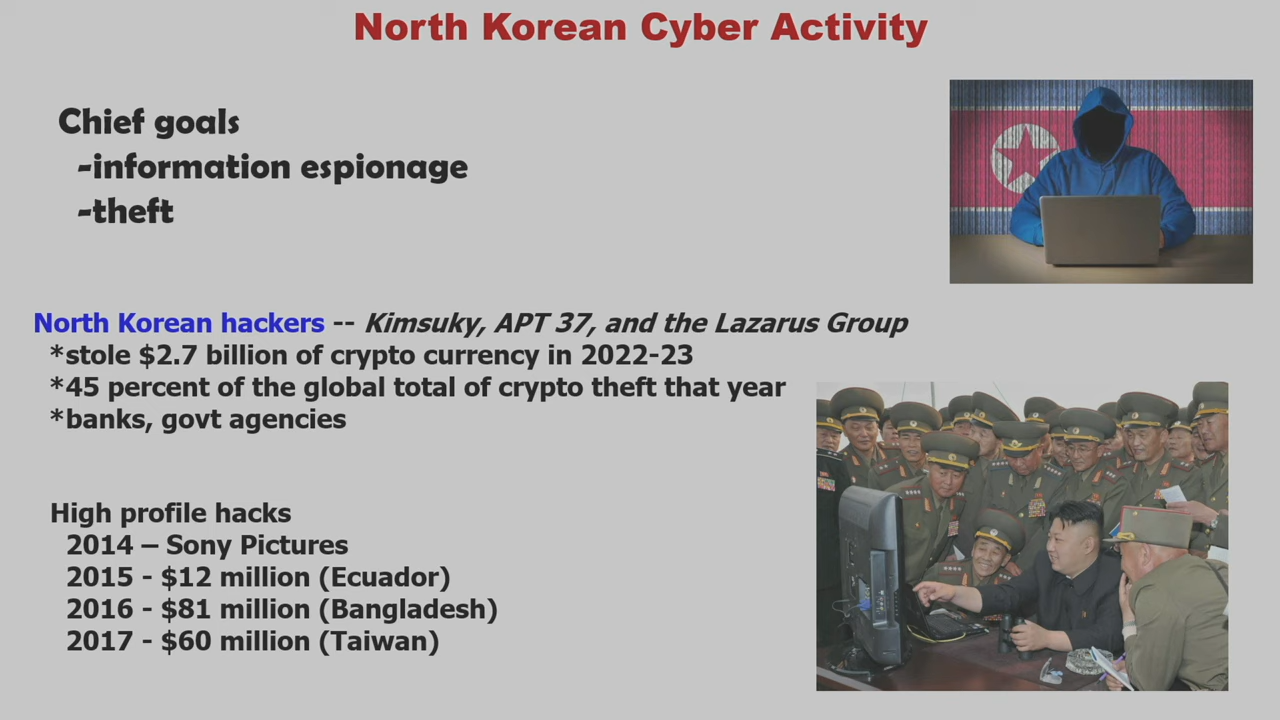 North Korean Cyber Activity
Chief goals
-information espionage
-theft
North Korean hackers -- Kimsuky, APT 37, and the Lazarus Group
*stole $2.7 billion of crypto currency in 2022-23
*45 percent of the global total of crypto theft that year
*banks, govt agencies
High profile hacks
2014 – Sony Pictures
2015 - $12 million (Ecuador)
2016 - $81 million (Bangladesh)
2017 - $60 million (Taiwan)